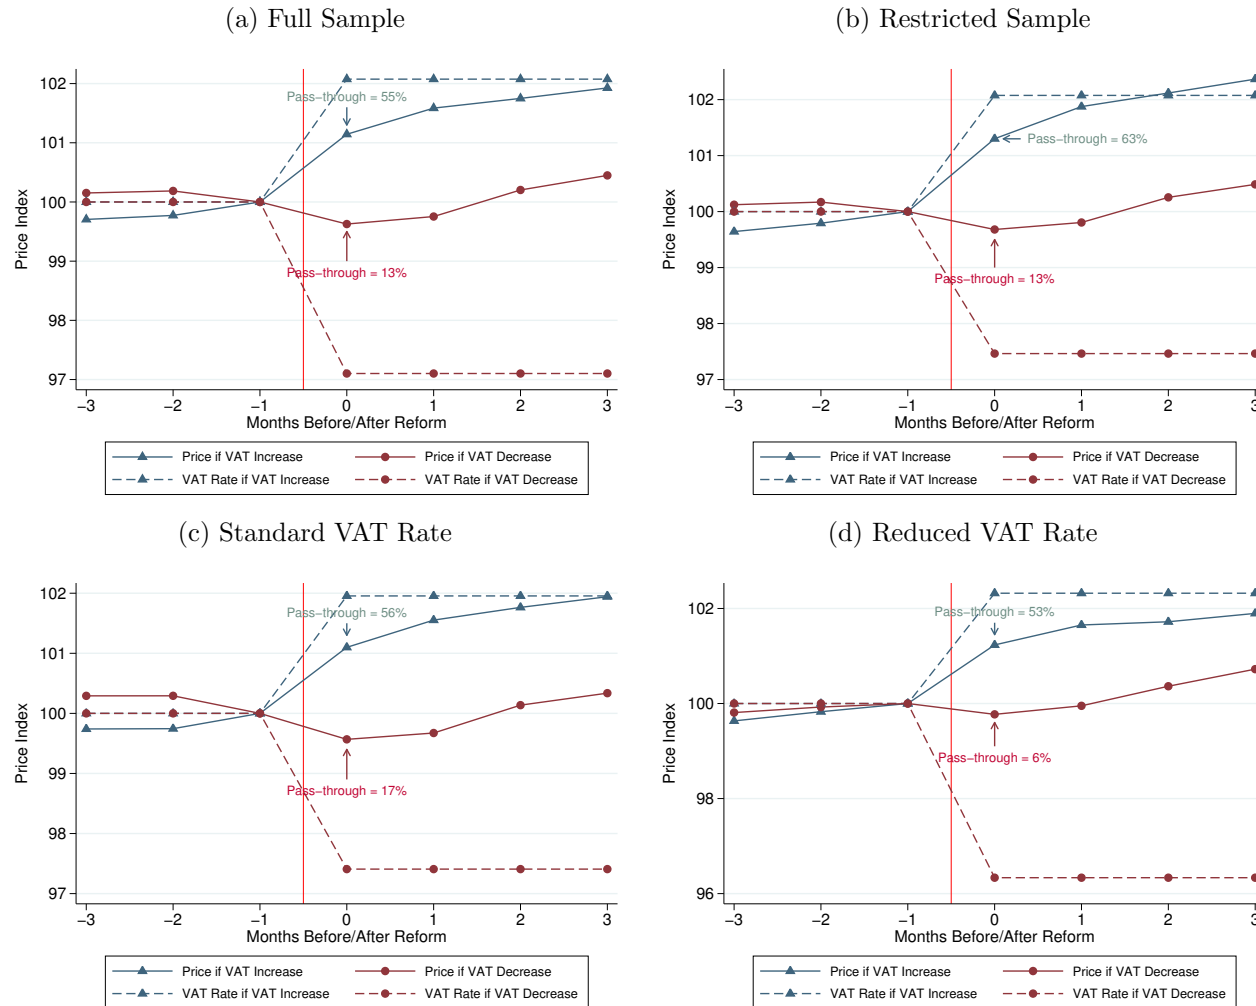 (a) Full Sample
102
101
100
99
98
97
Price Index
Pass−through = 55%
Pass−through = 13%
−3 −2 −1 0 1 2 3
Months Before/After Reform
Price if VAT Increase Price if VAT Decrease
VAT Rate if VAT Increase VAT Rate if VAT Decrease
(b) Restricted Sample
102
101
100
99
98
97
Price Index
Pass−through = 63%
Pass−through = 13%
−3 −2 −1 0 1 2 3
Months Before/After Reform
Price if VAT Increase Price if VAT Decrease
VAT Rate if VAT Increase VAT Rate if VAT Decrease
(c) Standard VAT Rate
102
101
100
99
98
97
Price Index
Pass−through = 56%
Pass−through = 17%
−3 −2 −1 0 1 2 3
Months Before/After Reform
Price if VAT Increase Price if VAT Decrease
VAT Rate if VAT Increase VAT Rate if VAT Decrease
(d) Reduced VAT Rate
102
100
98
96
Price Index
Pass−through = 53%
Pass−through = 6%
−3 −2 −1 0 1 2 3
Months Before/After Reform
Price if VAT Increase Price if VAT Decrease
VAT Rate if VAT Increase VAT Rate if VAT Decrease